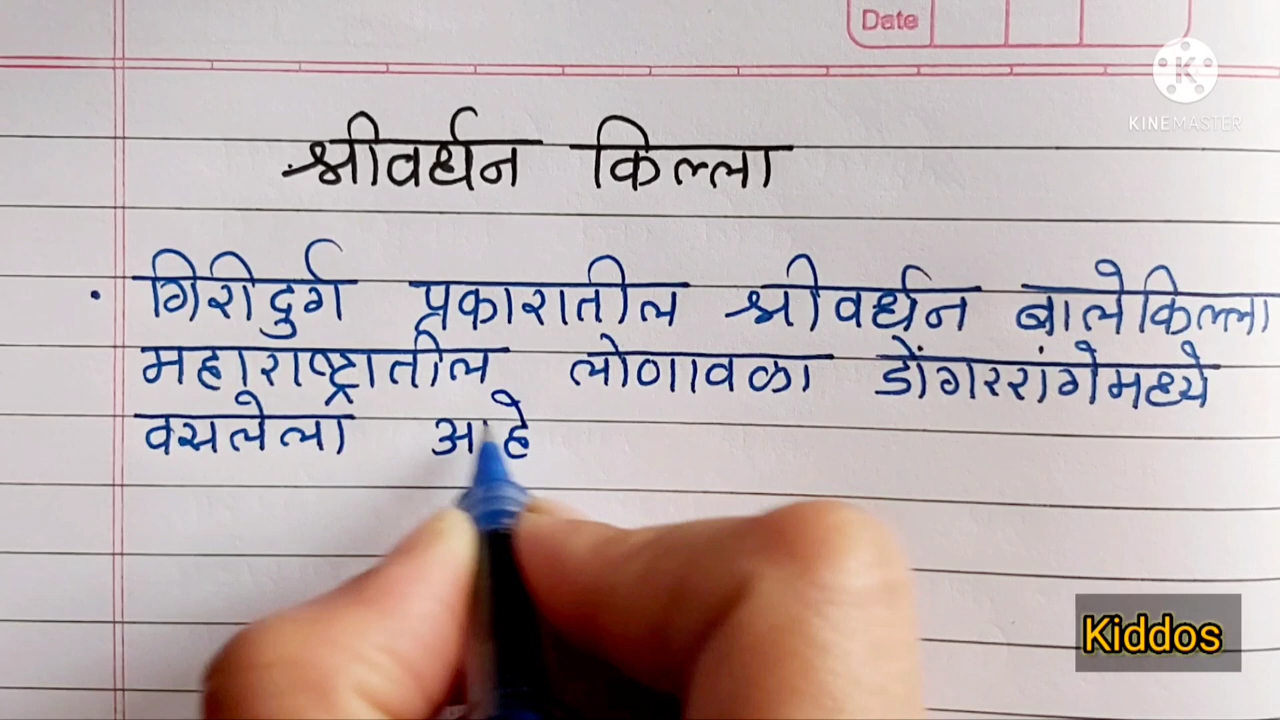 Date
KINEMASTER
श्रीवर्धन किल्ला
• गिरीदुर्ग प्रकारातील श्रीवर्धन बालेकिल्ला
महाराष्ट्रातील लोणावळा डोंगररांगेमध्ये
वसलेला आहे
Kiddos